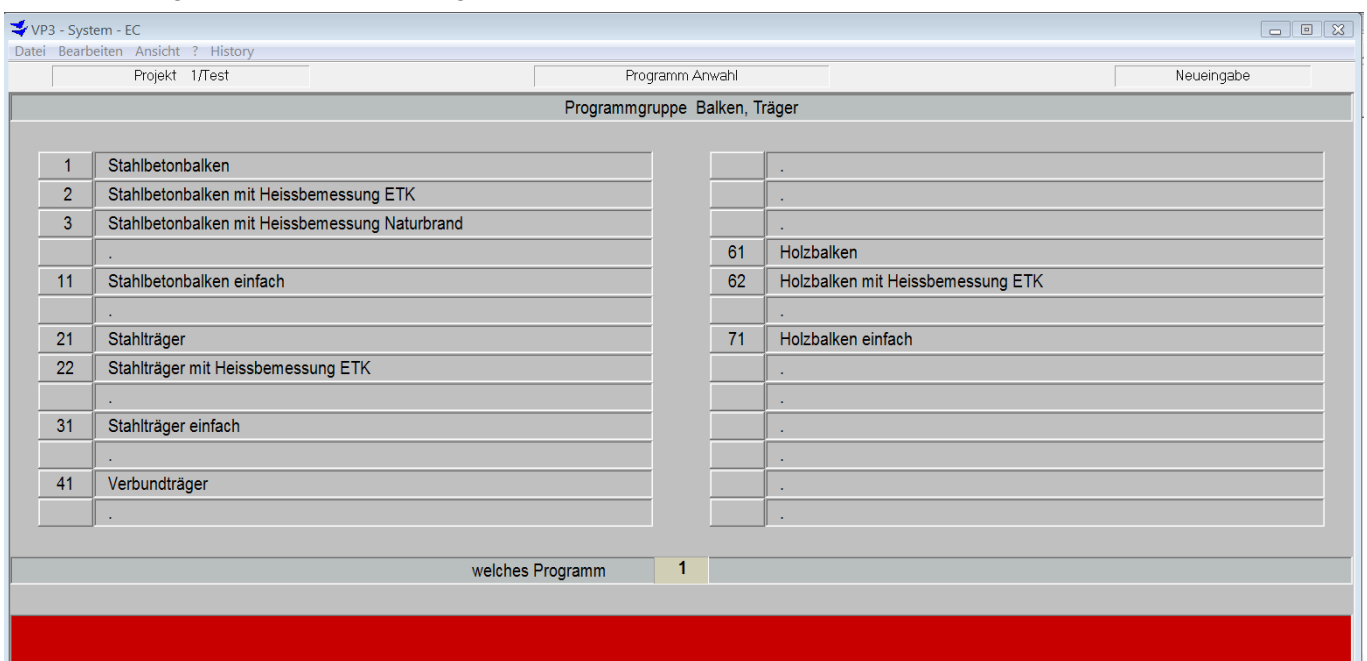 VP3 - System - EC
Datei Bearbeiten Ansicht ? History
Projekt 1/Test Programm Anwahl Neueingabe
Programmgruppe Balken, Träger
1 Stahlbetonbalken
2 Stahlbetonbalken mit Heissbemessung ETK
3 Stahlbetonbalken mit Heissbemessung Naturbrand
.
11 Stahlbetonbalken einfach
.
21 Stahlträger
22 Stahlträger mit Heissbemessung ETK
.
31 Stahlträger einfach
.
41 Verbundträger
.
.
.
.
61 Holzbalken
62 Holzbalken mit Heissbemessung ETK
.
71 Holzbalken einfach
.
.
.
.
.
.
welches Programm 1